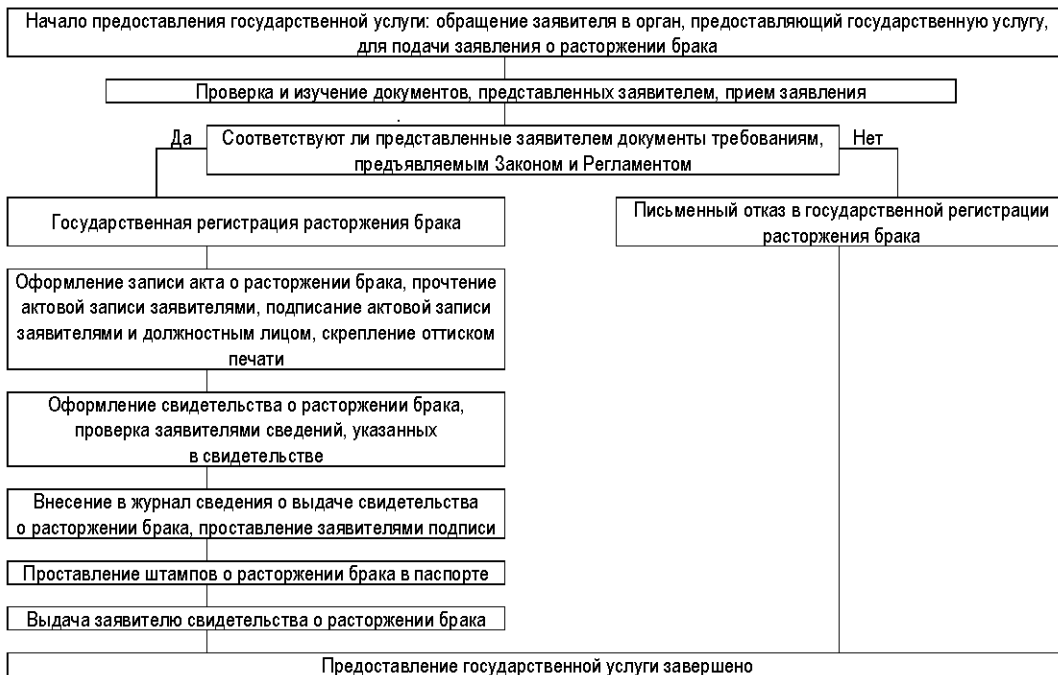 Начало предоставления государственной услуги: обращение заявителя в орган, предоставляющий государственную услугу,
для подачи заявления о расторжении брака
Проверка и изучение документов, представленных заявителем, прием заявления
Да
Соответствуют ли представленные заявителем документы требованиям,
предъявляемым Законом и Регламентом
Нет
Государственная регистрация расторжения брака
Письменный отказ в государственной регистрации
расторжения брака
Оформление записи акта о расторжении брака, прочтение
актовой записи заявителями, подписание актовой записи
заявителями и должностным лицом, скрепление оттиском
печати
Оформление свидетельства о расторжении брака,
проверка заявителями сведений, указанных
в свидетельстве
Внесение в журнал сведения о выдаче свидетельства
о расторжении брака, проставление заявителями подписи
Проставление штампов о расторжении брака в паспорте
Выдача заявителю свидетельства о расторжении брака
Предоставление государственной услуги завершено